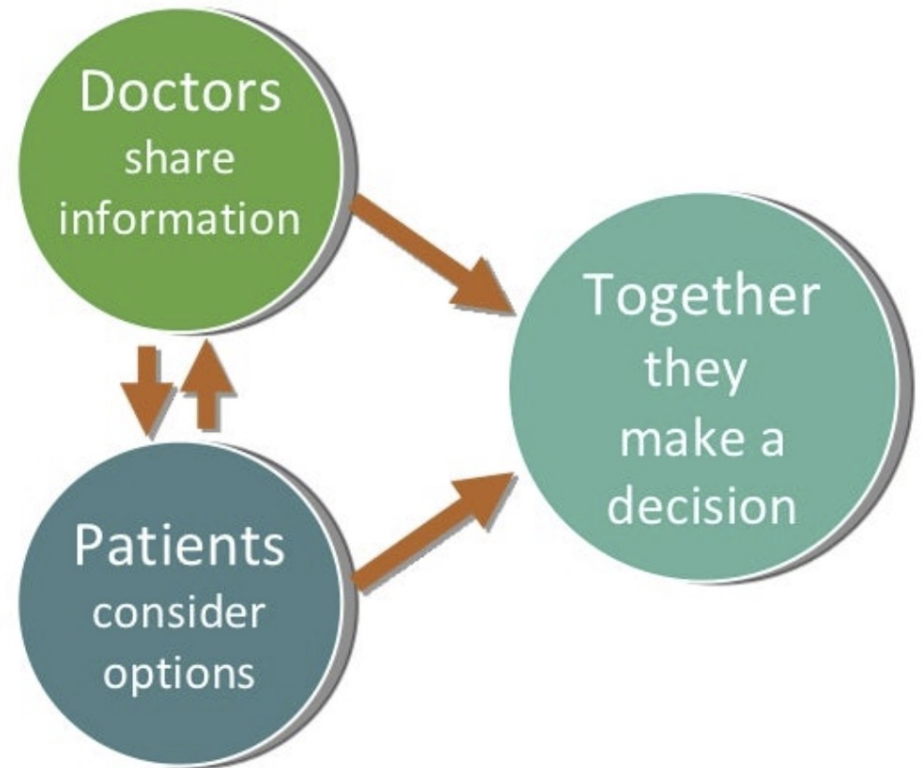 Doctors
share
information
Patients
consider
options
Together
they
make a
decision